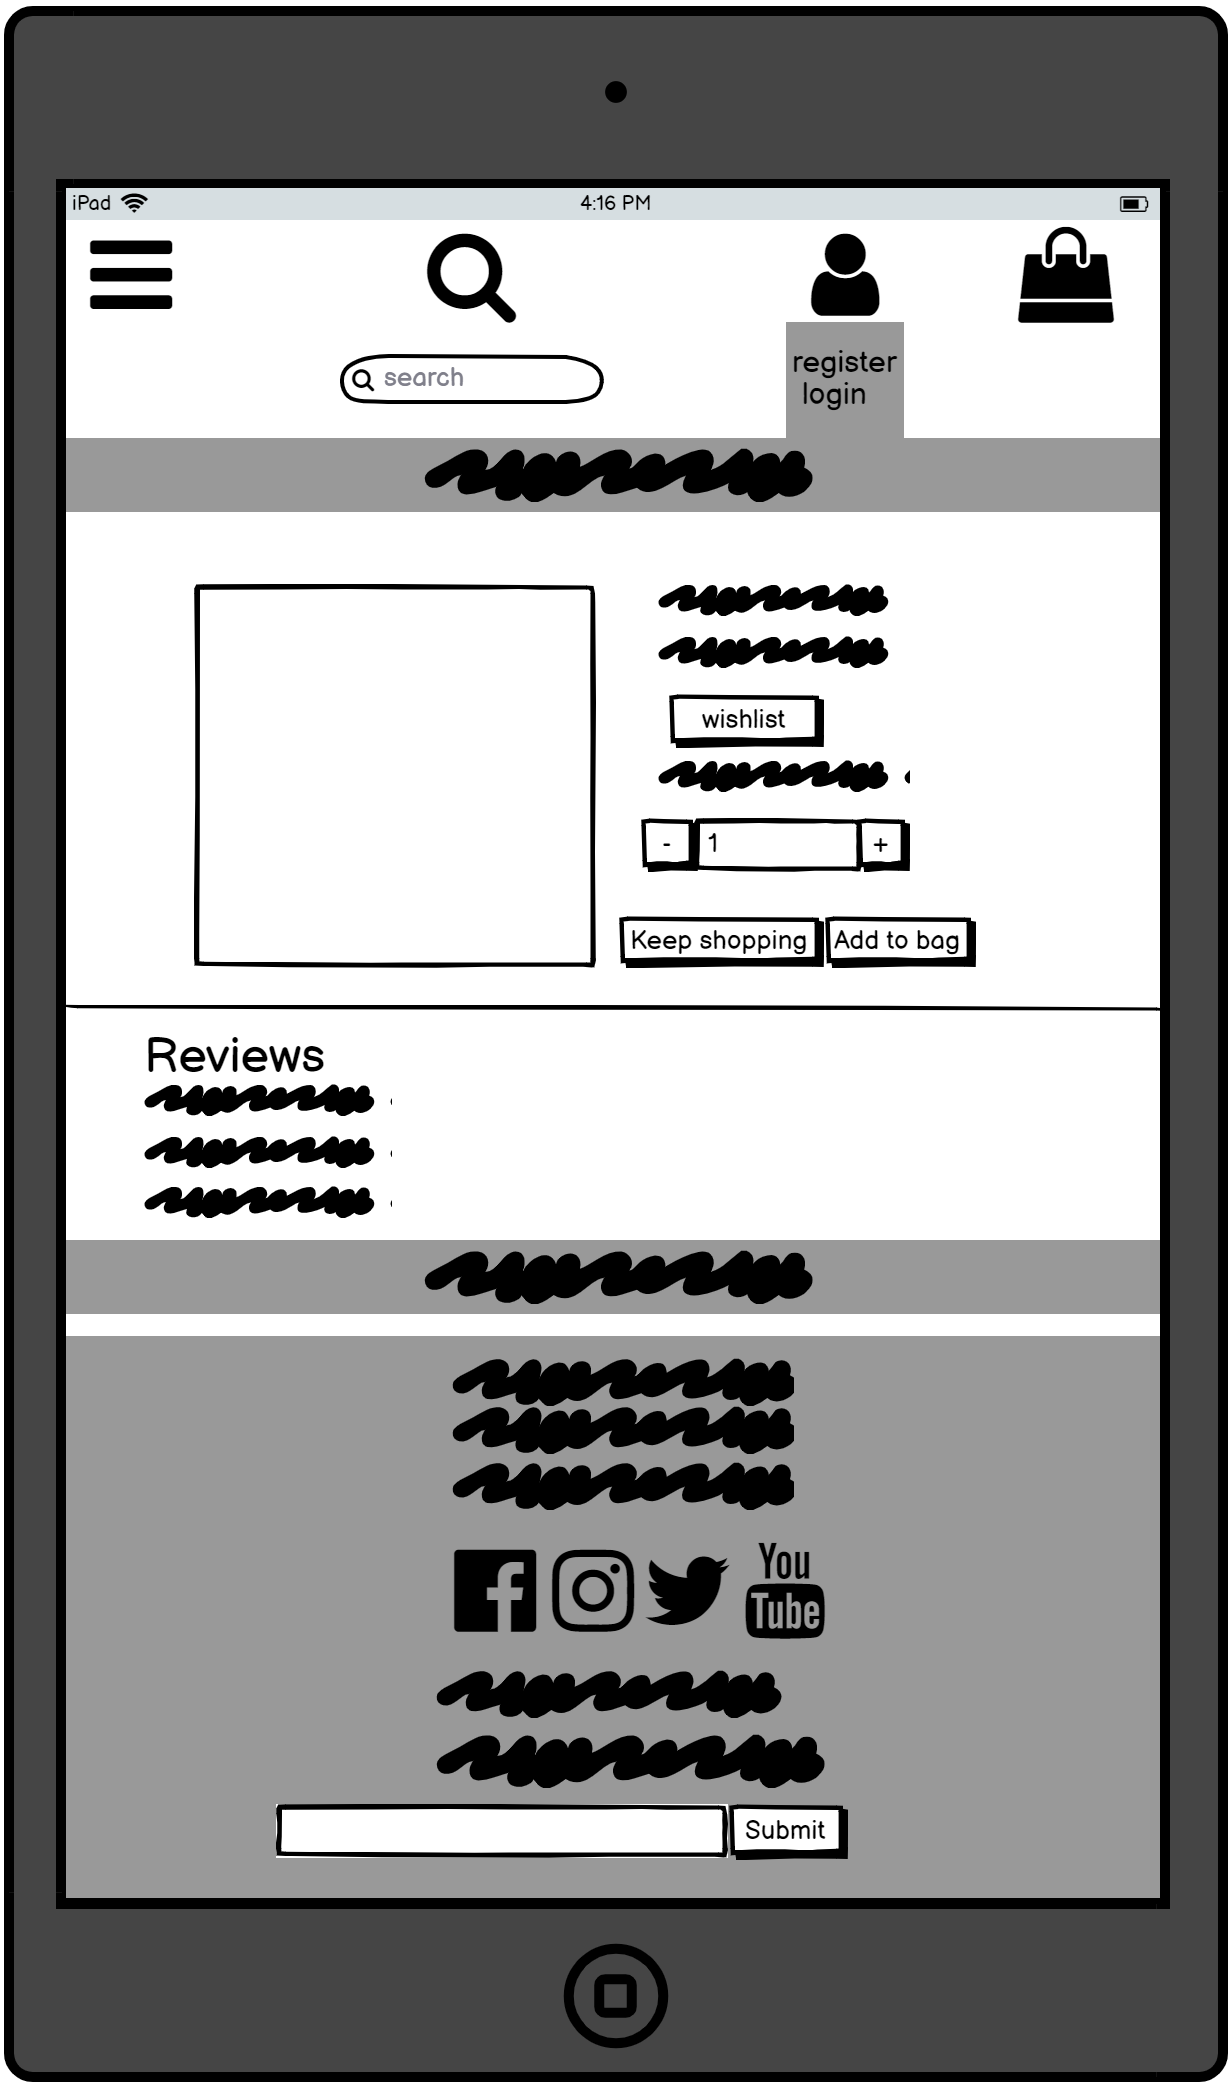 iPad 4:16 PM
search
register
login
wishlist
- 1 +
Keep shopping Add to bag
Reviews
You
Tube
Submit